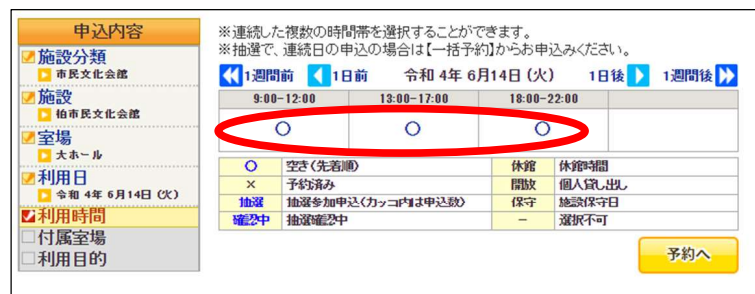 申込内容
施設分類
市民文化会館
施設
柏市民文化会館
室場
大ホール
利用日
令和 4年 6月14日 (火)
利用時間
付属室場
利用目的
※連続した複数の時間帯を選択することができます。
※抽選で、連続日の申込の場合は【一括予約】からお申込みください。
1週間前 1日前 令和 4年 6月14日 (火) 1日後 1週間後
9:00-12:00 13:00-17:00 18:00-22:00
○ ○ ○
○ 空き(先着順) 休館 休館時間
× 予約済み 開放 個人貸し出し
抽選 抽選参加申込(カッコ内は申込数) 保守 施設保守日
確認中 抽選確認中 － 選択不可
予約へ